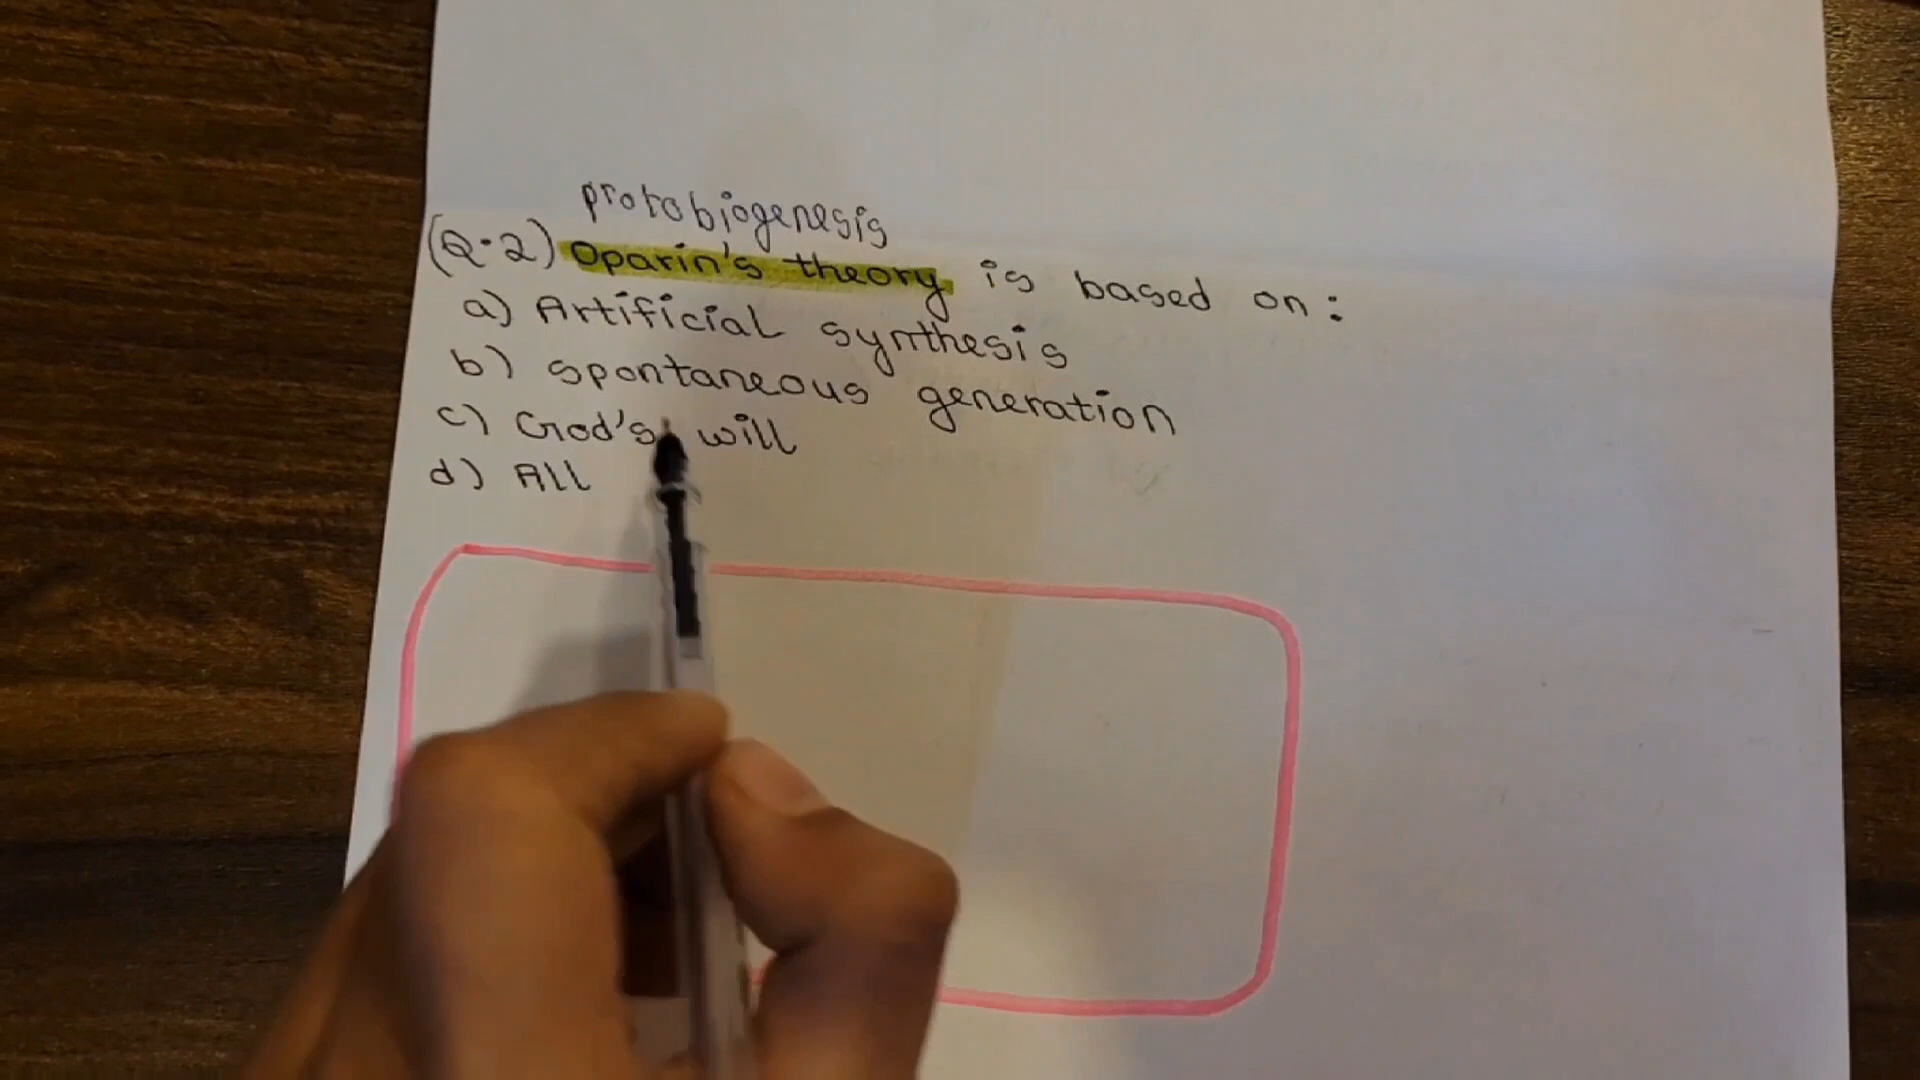 protobiogenesis
(Q.2) Oparin's theory is based on:
a) Artificial synthesis
b) spontaneous generation
c) God's will
d) All